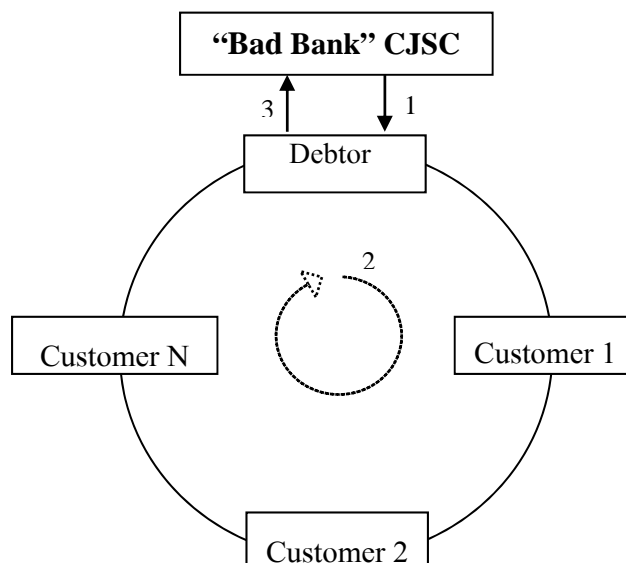 “Bad Bank” CJSC
3
1
Debtor
2
Customer N
Customer 1
Customer 2